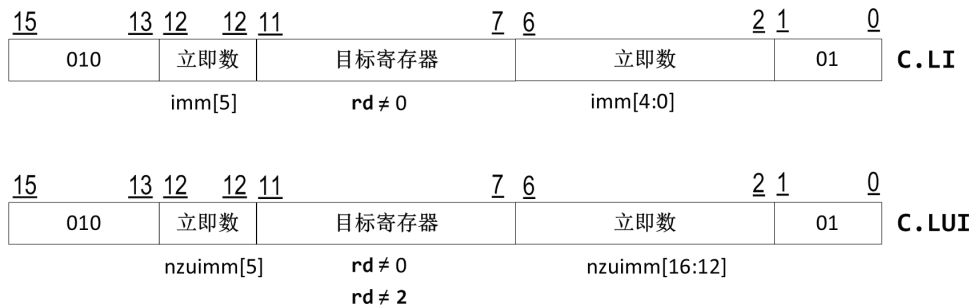 15 13 12 12 11 7 6 2 1 0
010 立即数 目标寄存器 立即数 01 C.LI
imm[5] rd ≠ 0 imm[4:0]
15 13 12 12 11 7 6 2 1 0
010 立即数 目标寄存器 立即数 01 C.LUI
nzuimm[5] rd ≠ 0 nzuimm[16:12]
rd ≠ 2